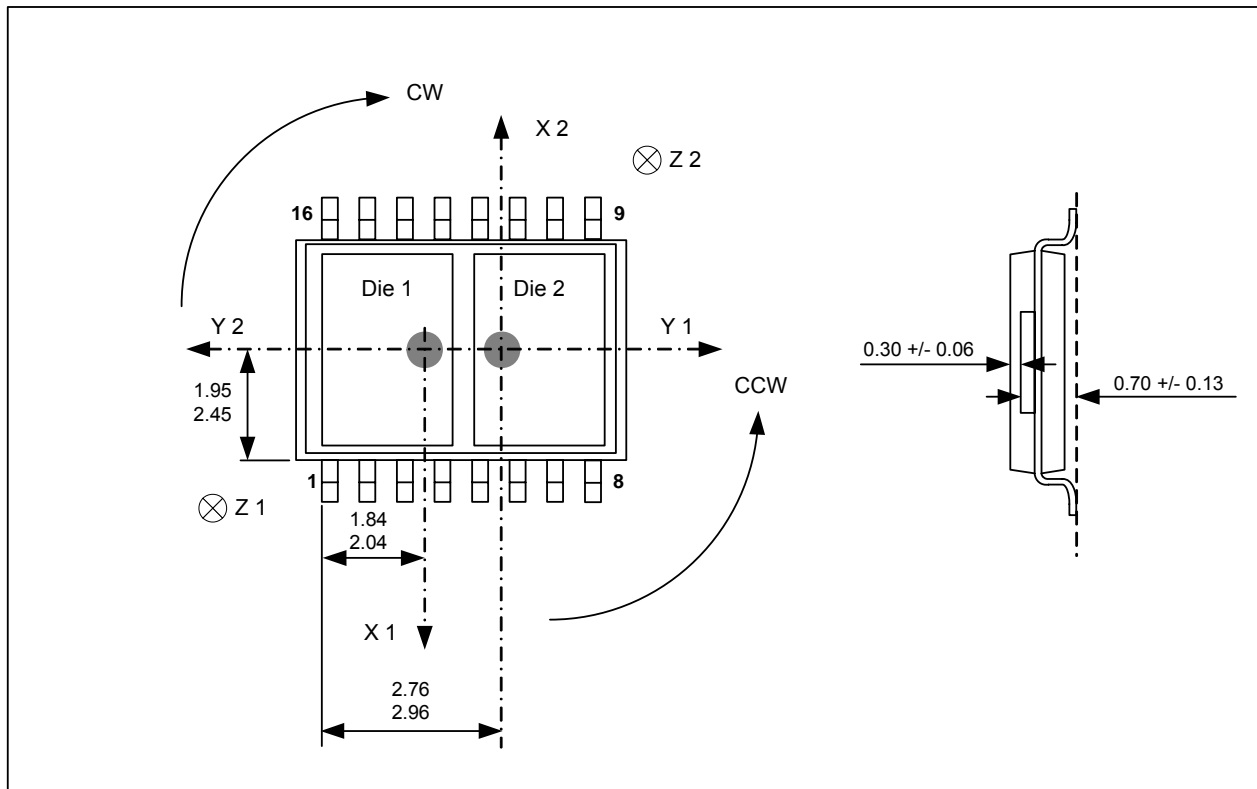 CW
X 2
Z 2
16
9
Die 1
Die 2
Y 2
Y 1
0.30 +/- 0.06
0.70 +/- 0.13
1.95
2.45
CCW
1
8
Z 1
1.84
2.04
X 1
2.76
2.96